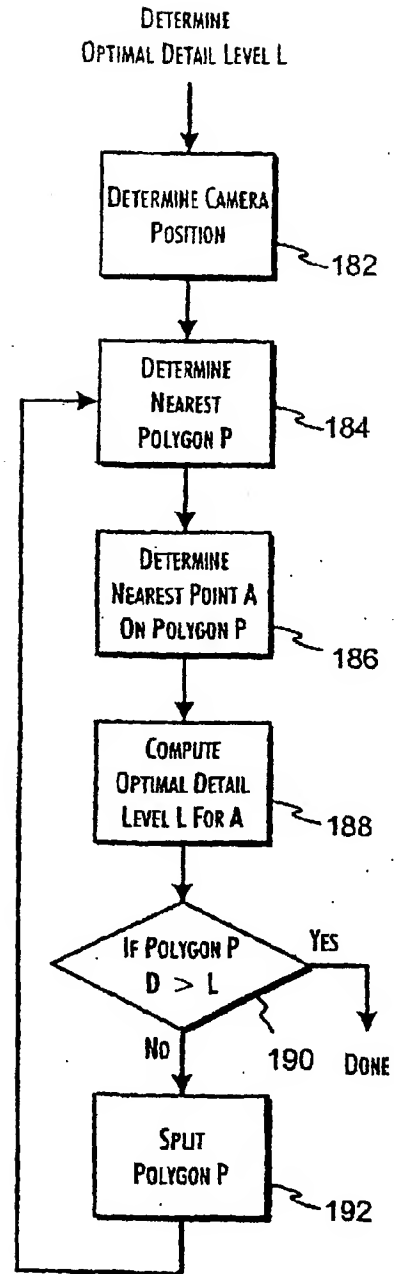 DETERMINE
OPTIMAL DETAIL LEVEL L
DETERMINE CAMERA
POSITION
182
DETERMINE
NEAREST
POLYGON P
184
DETERMINE
NEAREST POINT A
ON POLYGON P
186
COMPUTE
OPTIMAL DETAIL
LEVEL L FOR A
188
IF POLYGON P
D > L
YES
190
DONE
NO
SPLIT
POLYGON P
192